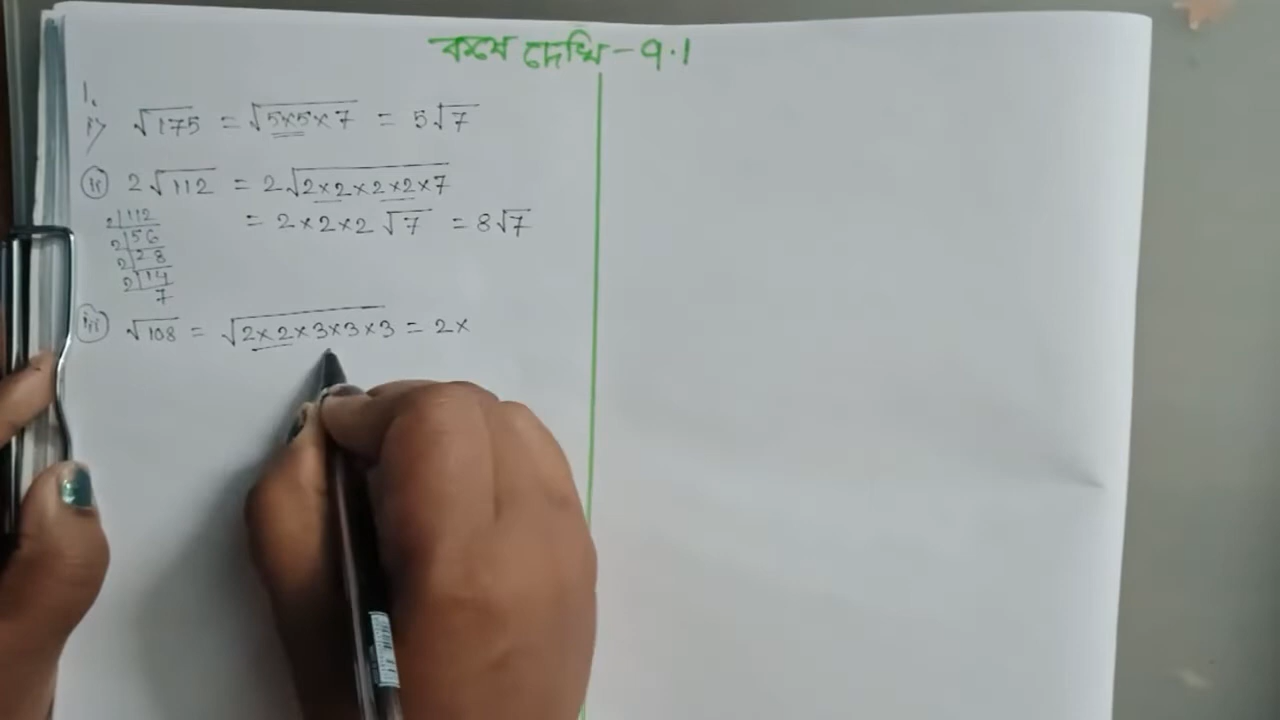 কষে দেখি - 9.1
1.
i) √175 = √5×5×7 = 5√7
ii) 2√112 = 2√2×2×2×2×7
= 2×2×2√7 = 8√7
2|112
2|56
2|28
2|14
7
iii) √108 = √2×2×3×3×3 = 2×